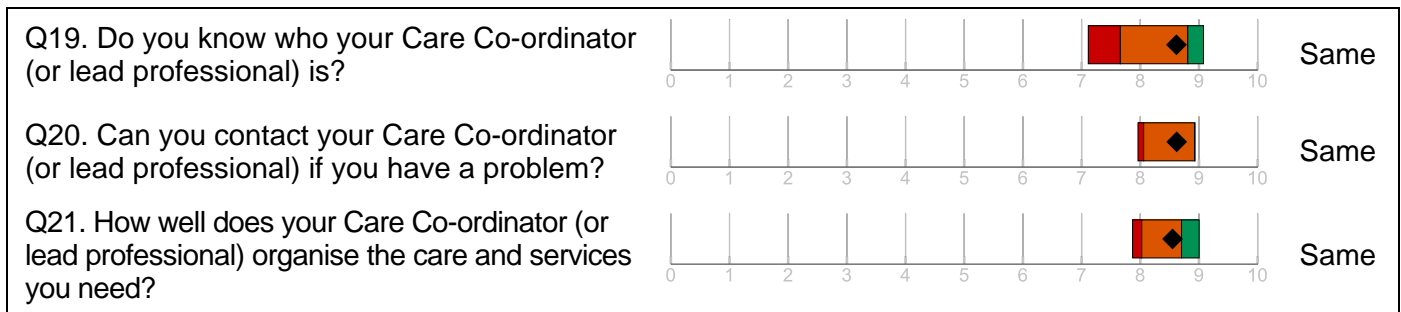 Q19. Do you know who your Care Co-ordinator
(or lead professional) is?
Same
0 1 2 3 4 5 6 7 8 9 10
Q20. Can you contact your Care Co-ordinator
(or lead professional) if you have a problem?
Same
0 1 2 3 4 5 6 7 8 9 10
Q21. How well does your Care Co-ordinator (or
lead professional) organise the care and services
you need?
Same
0 1 2 3 4 5 6 7 8 9 10